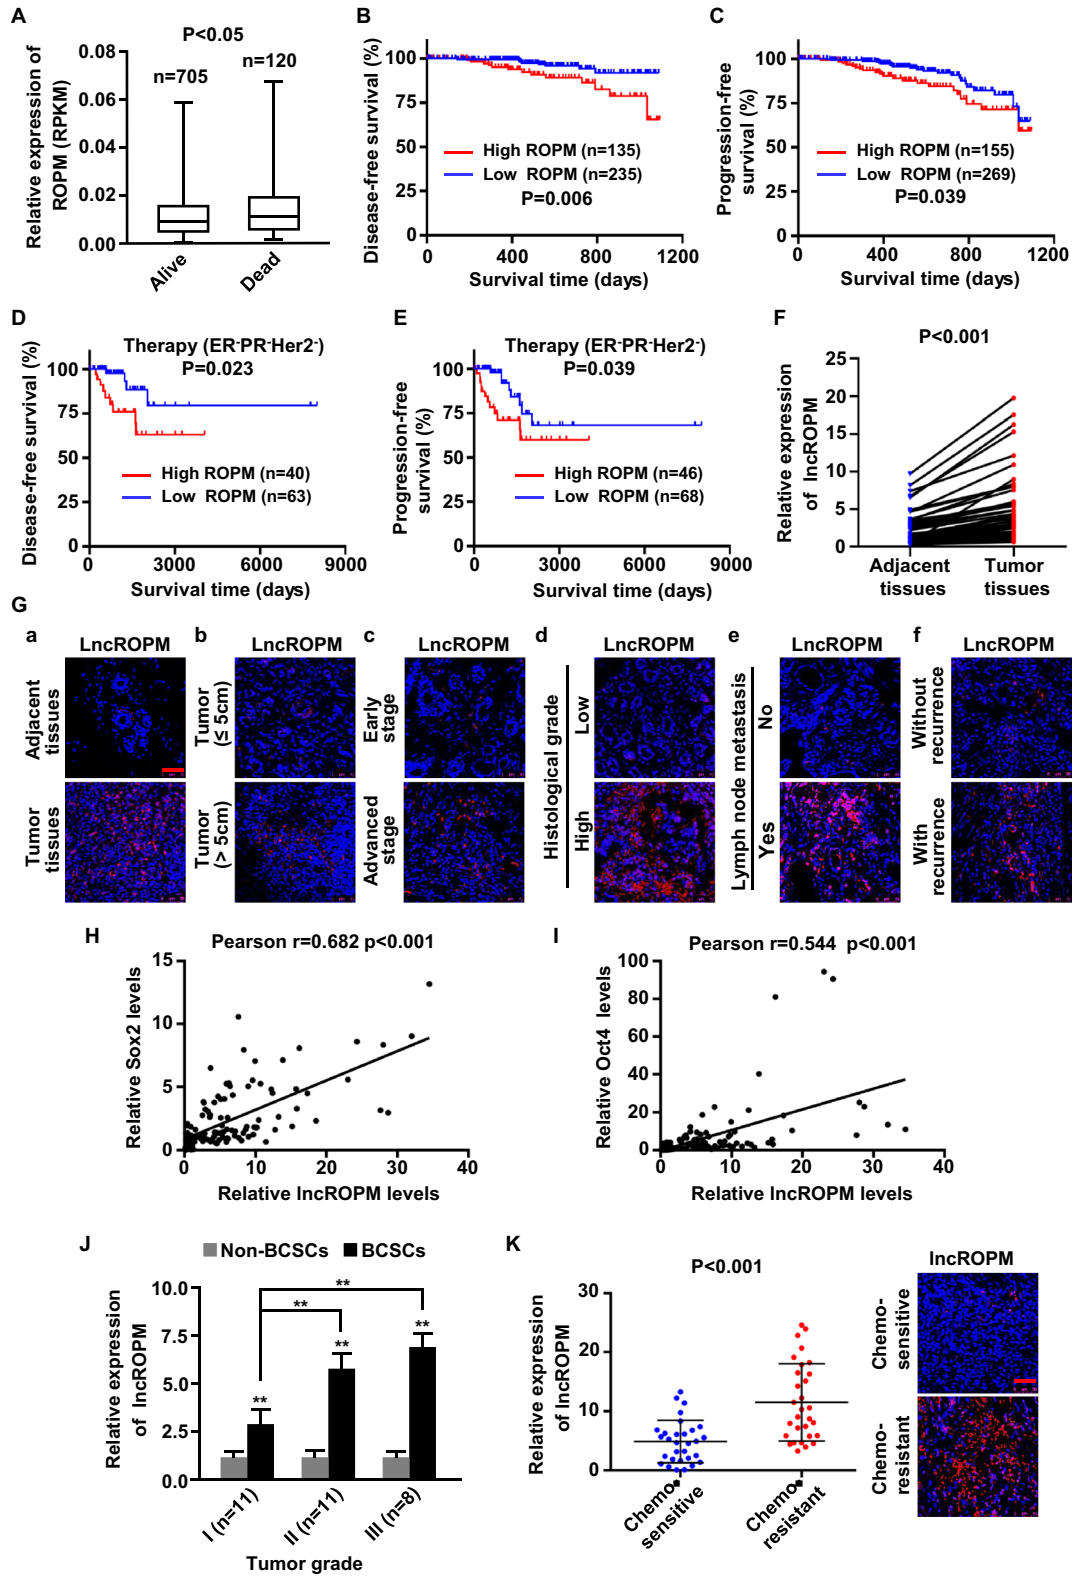 A
P<0.05
Relative expression of
ROPM (RPKM)
0.08
0.06
0.04
0.02
0.00
n=705
n=120
Alive
Dead
B
Disease-free survival (%)
100
75
50
25
0
High ROPM (n=135)
Low ROPM (n=235)
P=0.006
0
400
800
1200
Survival time (days)
C
Progression-free
survival (%)
100
75
50
25
0
High ROPM (n=155)
Low ROPM (n=269)
P=0.039
0
400
800
1200
Survival time (days)
D
Therapy (ER-PR-Her2-)
P=0.023
Disease-free survival (%)
100
75
50
25
0
High ROPM (n=40)
Low ROPM (n=63)
0
3000
6000
9000
Survival time (days)
E
Therapy (ER-PR-Her2-)
P=0.039
Progression-free
survival (%)
100
75
50
25
0
High ROPM (n=46)
Low ROPM (n=68)
0
3000
6000
9000
Survival time (days)
F
P<0.001
Relative expression
of lncROPM
25
20
15
10
5
0
Adjacent
tissues
Tumor
tissues
G
a
LncROPM
Adjacent
tissues
Tumor
tissues
b
LncROPM
Tumor
(≤ 5cm)
Tumor
(> 5cm)
c
LncROPM
Early
stage
Advanced
stage
d
LncROPM
Histological grade
Low
High
e
LncROPM
Lymph node metastasis
No
Yes
f
LncROPM
Without
recurrence
With
recurrence
H
Pearson r=0.682 p<0.001
Relative Sox2 levels
15
10
5
0
0
10
20
30
40
Relative lncROPM levels
I
Pearson r=0.544 p<0.001
Relative Oct4 levels
100
80
60
40
20
0
0
10
20
30
40
Relative lncROPM levels
J
Non-BCSCs
BCSCs
Relative expression
of lncROPM
10.0
7.5
5.0
2.5
0.0
**
**
**
**
**
I (n=11)
II (n=11)
III (n=8)
Tumor grade
K
P<0.001
Relative expression
of lncROPM
30
20
10
0
Chemo-
sensitive
Chemo-
resistant
lncROPM
Chemo-
sensitive
Chemo-
resistant